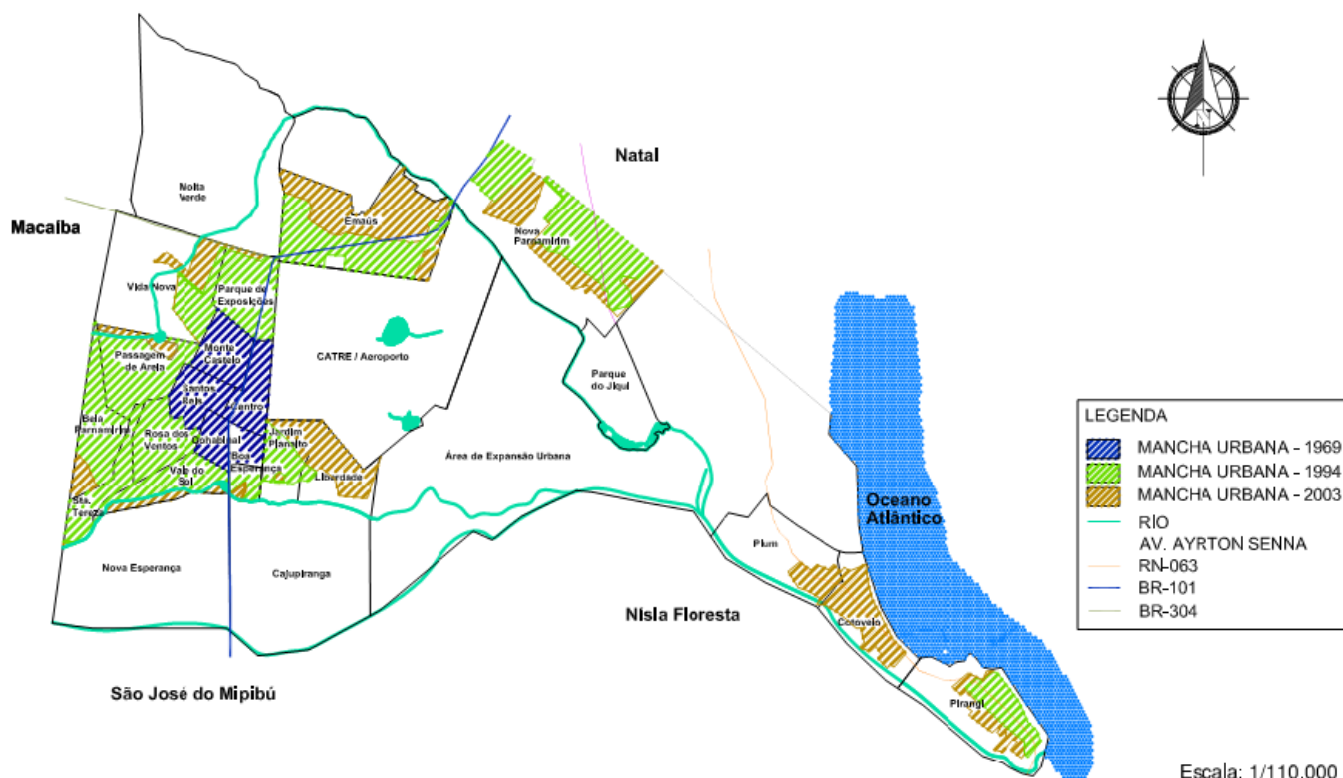 Natal
Nolta
Verde
Macaíba
Emaús
Nova
Parnamirim
Vida Nova
Parque de
Exposições
Monte
Castelo
CATRE / Aeroporto
Passagem
de Areia
Parque
do Jiqui
Santos
Reis
Centro
Bela
Parnamirim
Rosa dos
Ventos
Cohabinal
Jardim
Planalto
Boa
Esperança
Área de Expansão Urbana
Vale do
Sol
Liberdade
Sta.
Tereza
Oceano
Atlântico
Pium
Nova Esperança
Cajupiranga
Nísia Floresta
Cotovelo
São José do Mipibú
Pirangi
LEGENDA
MANCHA URBANA - 1969
MANCHA URBANA - 1994
MANCHA URBANA - 2003
RIO
AV. AYRTON SENNA
RN-063
BR-101
BR-304
Escala: 1/110.000